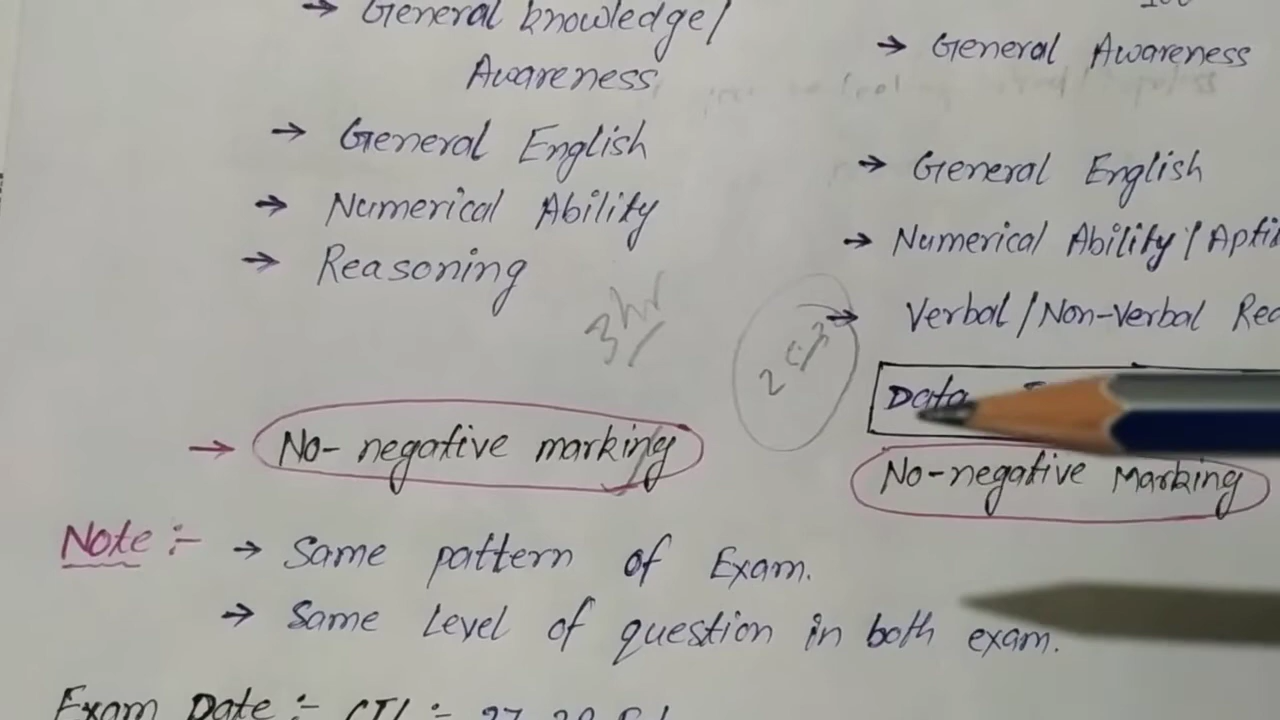 → General knowledge/
Awareness
→ General English
→ Numerical Ability
→ Reasoning
3 hr
→ No- negative marking
→ General Awareness
→ General English
→ Numerical Ability /
→ Verbal / Non-Verbal
Data
No-negative Marking
Note :- → Same pattern of Exam.
→ Same Level of question in both exam.
Exam Date :-